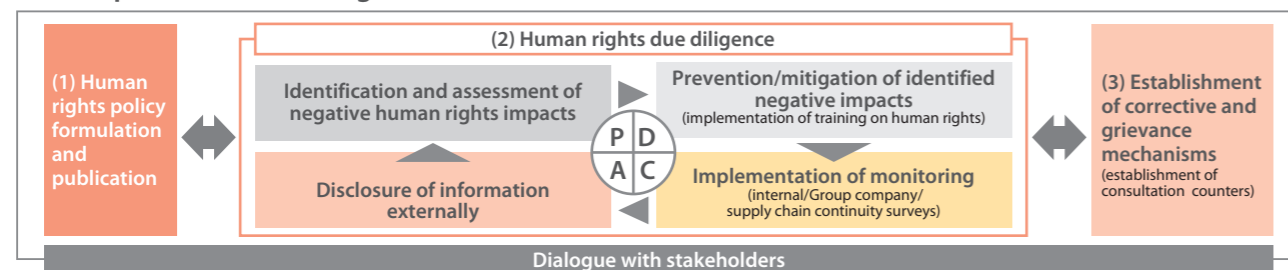 (1) Human
rights policy
formulation
and
publication
(2) Human rights due diligence
Identification and assessment of
negative human rights impacts
Prevention/mitigation of identified
negative impacts
(implementation of training on human rights)
P D
A C
Disclosure of information
externally
Implementation of monitoring
(internal/Group company/
supply chain continuity surveys)
(3) Establishment
of corrective and
grievance
mechanisms
(establishment of
consultation counters)
Dialogue with stakeholders